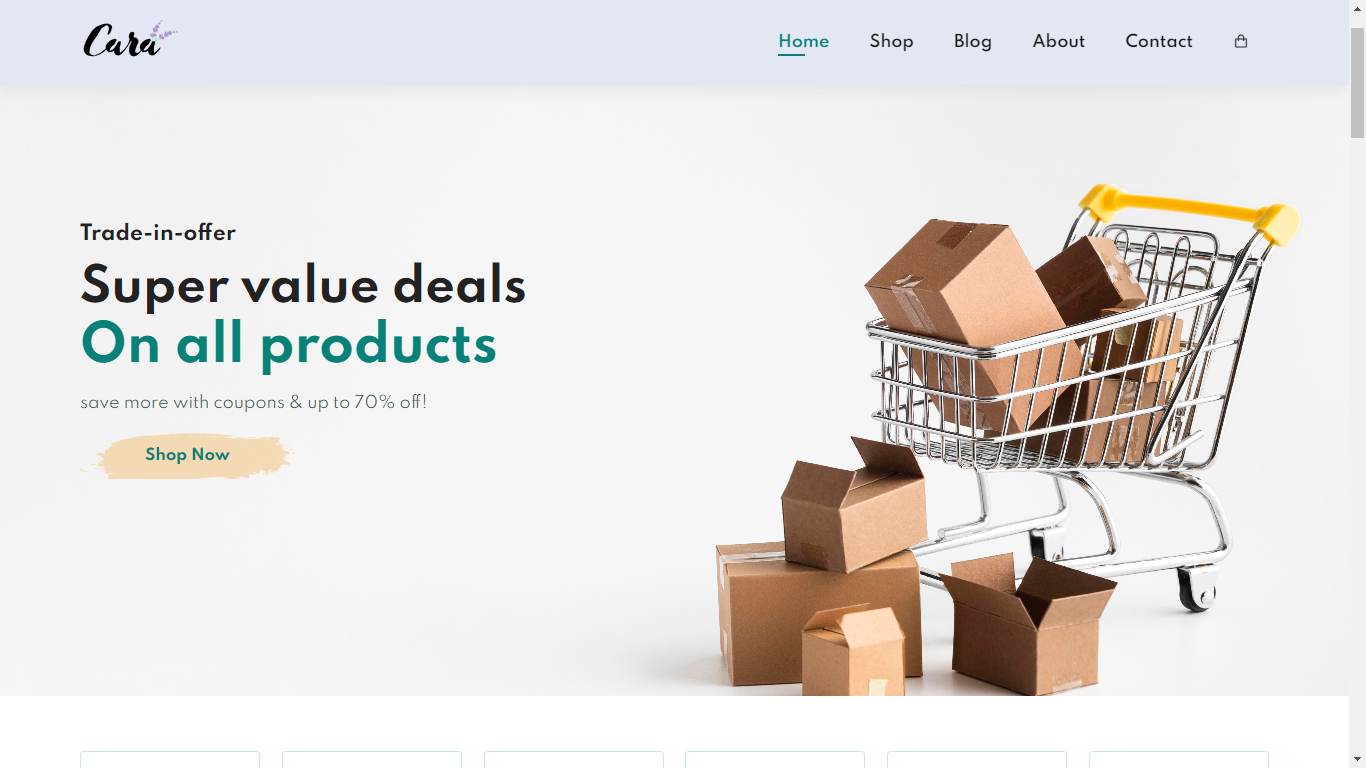 Cara
Home
Shop
Blog
About
Contact
Trade-in-offer
Super value deals
On all products
save more with coupons & up to 70% off!
Shop Now